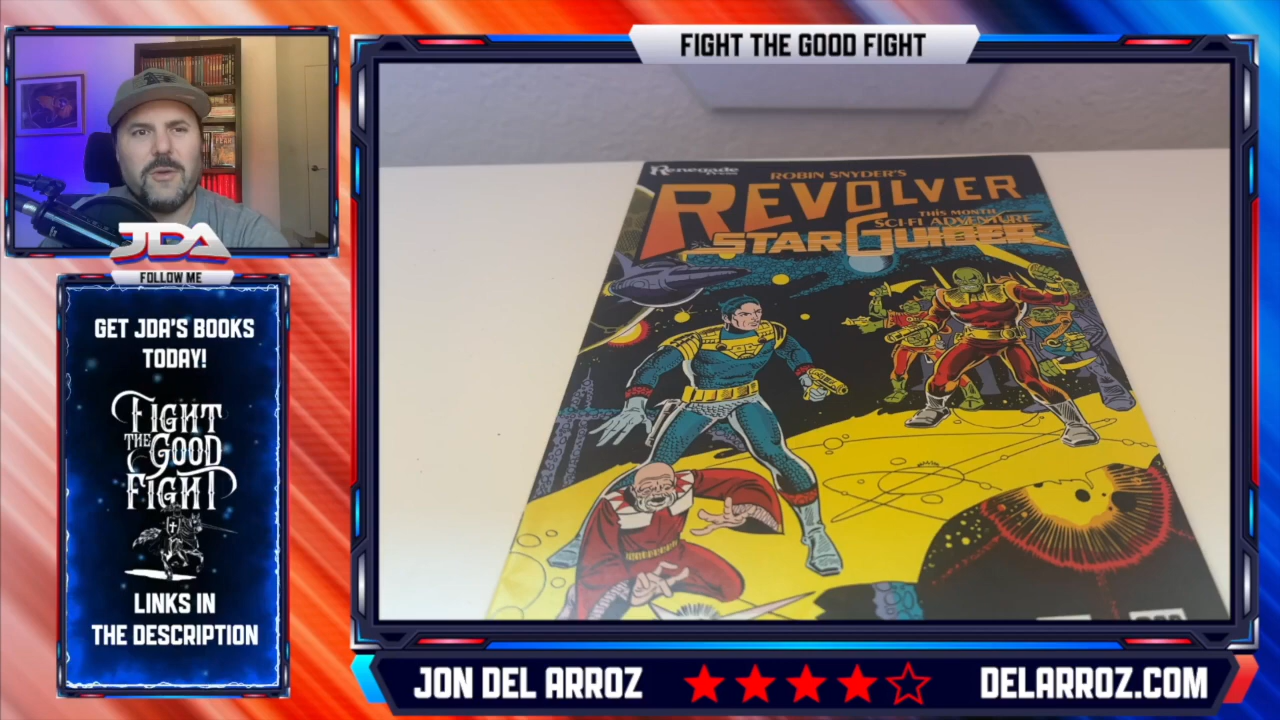 FIGHT THE GOOD FIGHT
JDA
FOLLOW ME
GET JDA'S BOOKS
TODAY!
FIGHT
THE GOOD
FIGHT
LINKS IN
THE DESCRIPTION
Renegade
Press
ROBIN SNYDER'S
REVOLVER
THIS MONTH
SCI-FI ADVENTURE
STAR GUIDER
JON DEL ARROZ
DELARROZ.COM